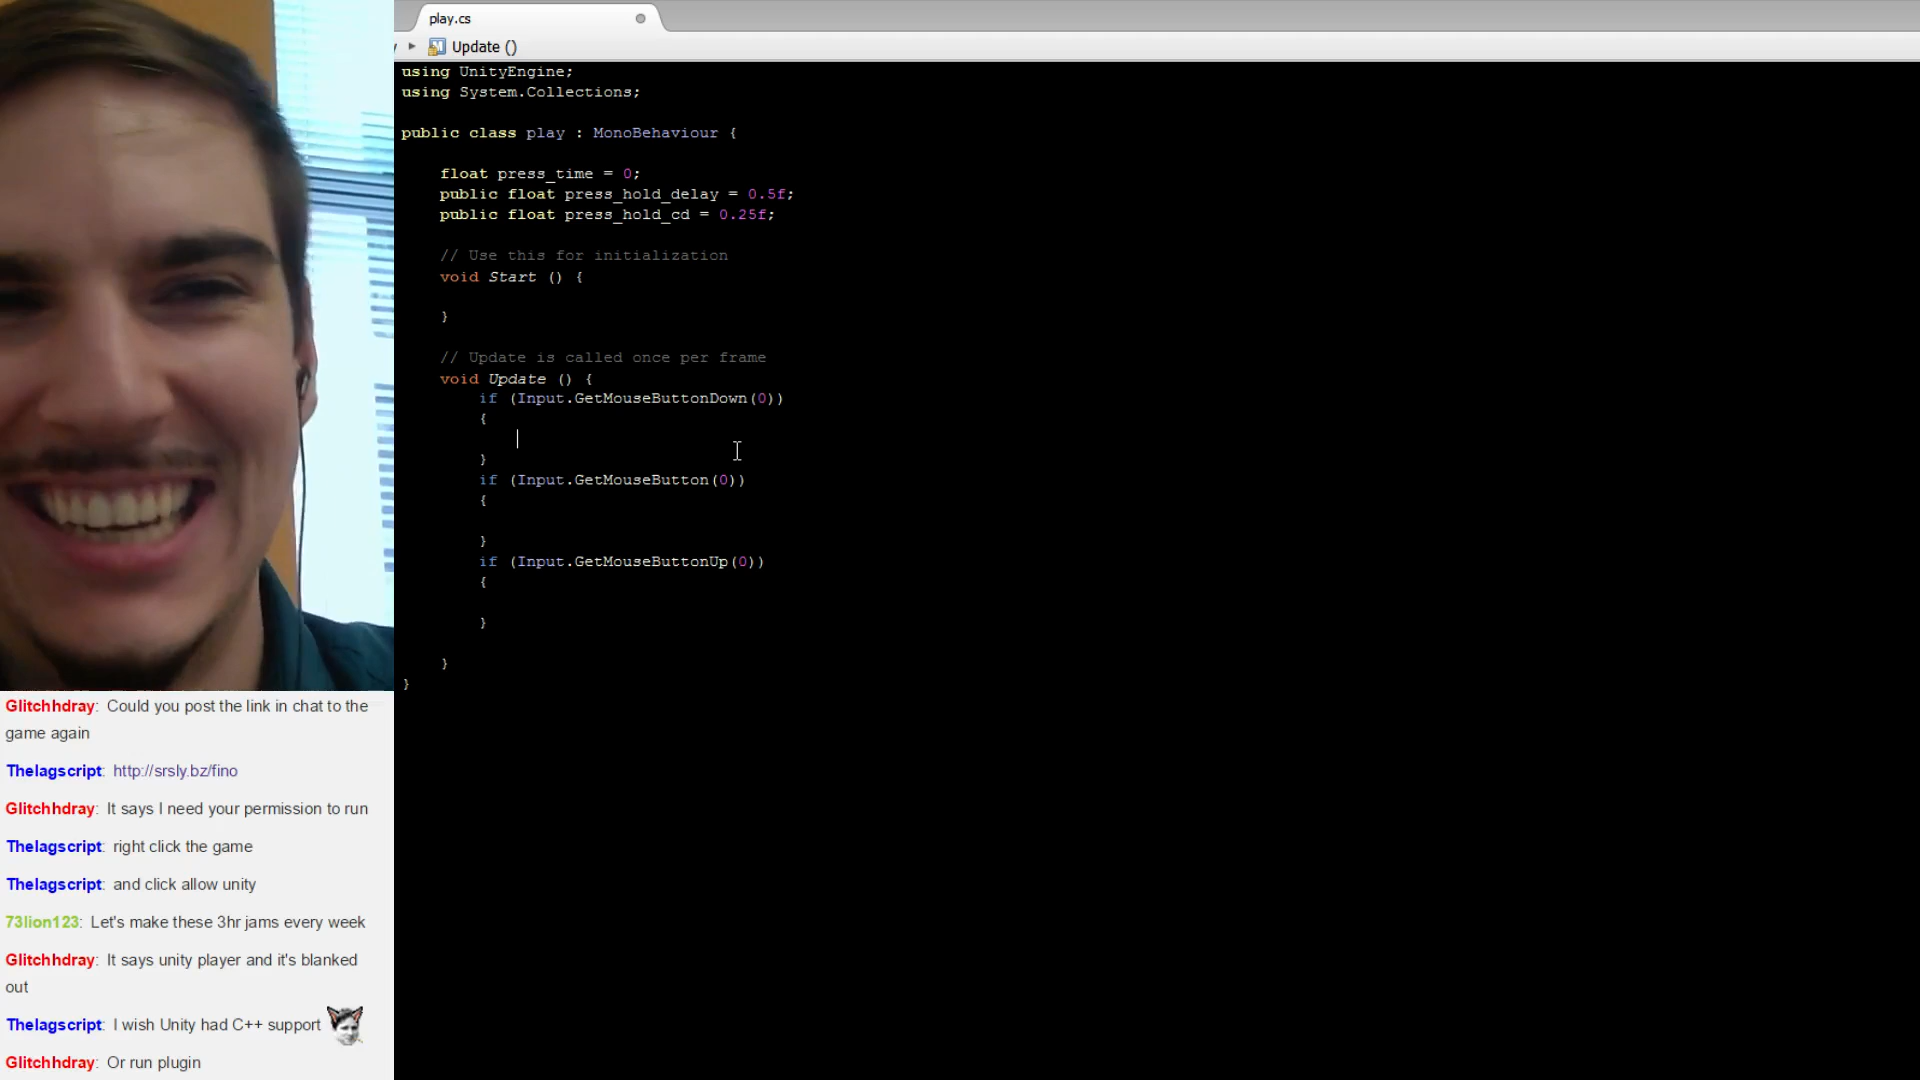 play.cs
Update ()
using UnityEngine;
using System.Collections;
public class play : MonoBehaviour {
float press_time = 0;
public float press_hold_delay = 0.5f;
public float press_hold_cd = 0.25f;
// Use this for initialization
void Start () {
}
// Update is called once per frame
void Update () {
if (Input.GetMouseButtonDown(0))
{
}
if (Input.GetMouseButton(0))
{
}
if (Input.GetMouseButtonUp(0))
{
}
}
}
Glitchhdray: Could you post the link in chat to the
game again
Thelagscript: http://srsly.bz/fino
Glitchhdray: It says I need your permission to run
Thelagscript: right click the game
Thelagscript: and click allow unity
73lion123: Let's make these 3hr jams every week
Glitchhdray: It says unity player and it's blanked
out
Thelagscript: I wish Unity had C++ support
Glitchhdray: Or run plugin